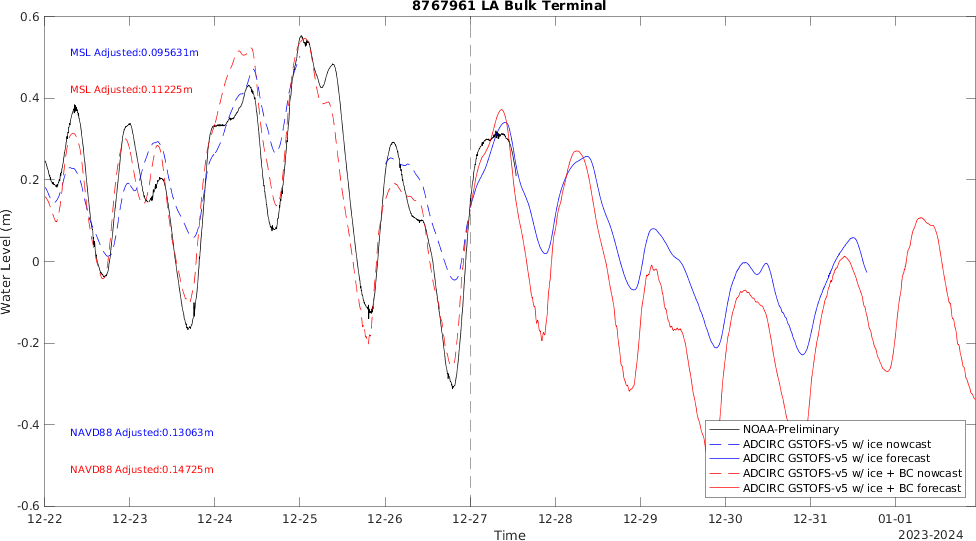 8767961 LA Bulk Terminal
0.6
MSL Adjusted:0.095631m
MSL Adjusted:0.11225m
0.4
0.2
0
-0.2
-0.4
-0.6
Water Level (m)
NAVD88 Adjusted:0.13063m
NAVD88 Adjusted:0.14725m
NOAA-Preliminary
ADCIRC GSTOFS-v5 w/ ice nowcast
ADCIRC GSTOFS-v5 w/ ice forecast
ADCIRC GSTOFS-v5 w/ ice + BC nowcast
ADCIRC GSTOFS-v5 w/ ice + BC forecast
12-22 12-23 12-24 12-25 12-26 12-27 12-28 12-29 12-30 12-31 01-01
Time
2023-2024